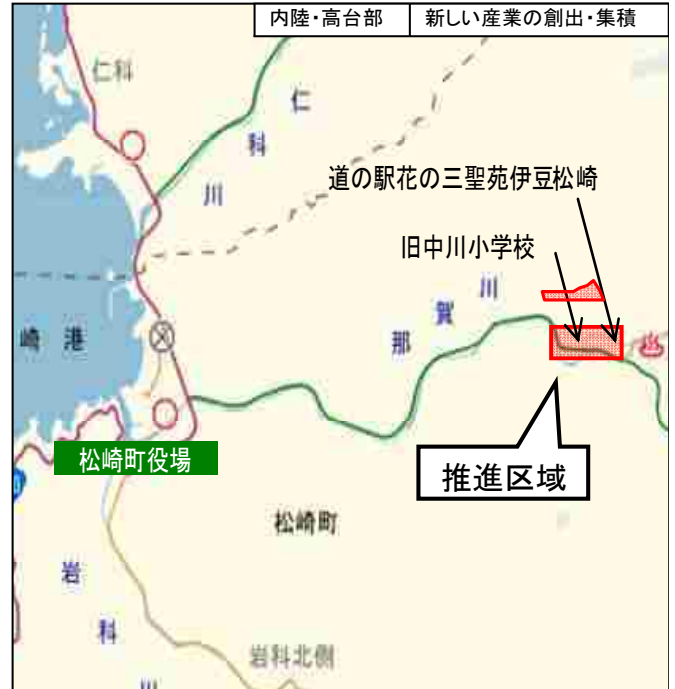 内陸・高台部
新しい産業の創出・集積
仁科
仁科川
道の駅花の三聖苑伊豆松崎
旧中川小学校
那賀川
崎港
松崎町役場
推進区域
松崎町
岩科川
岩科北側